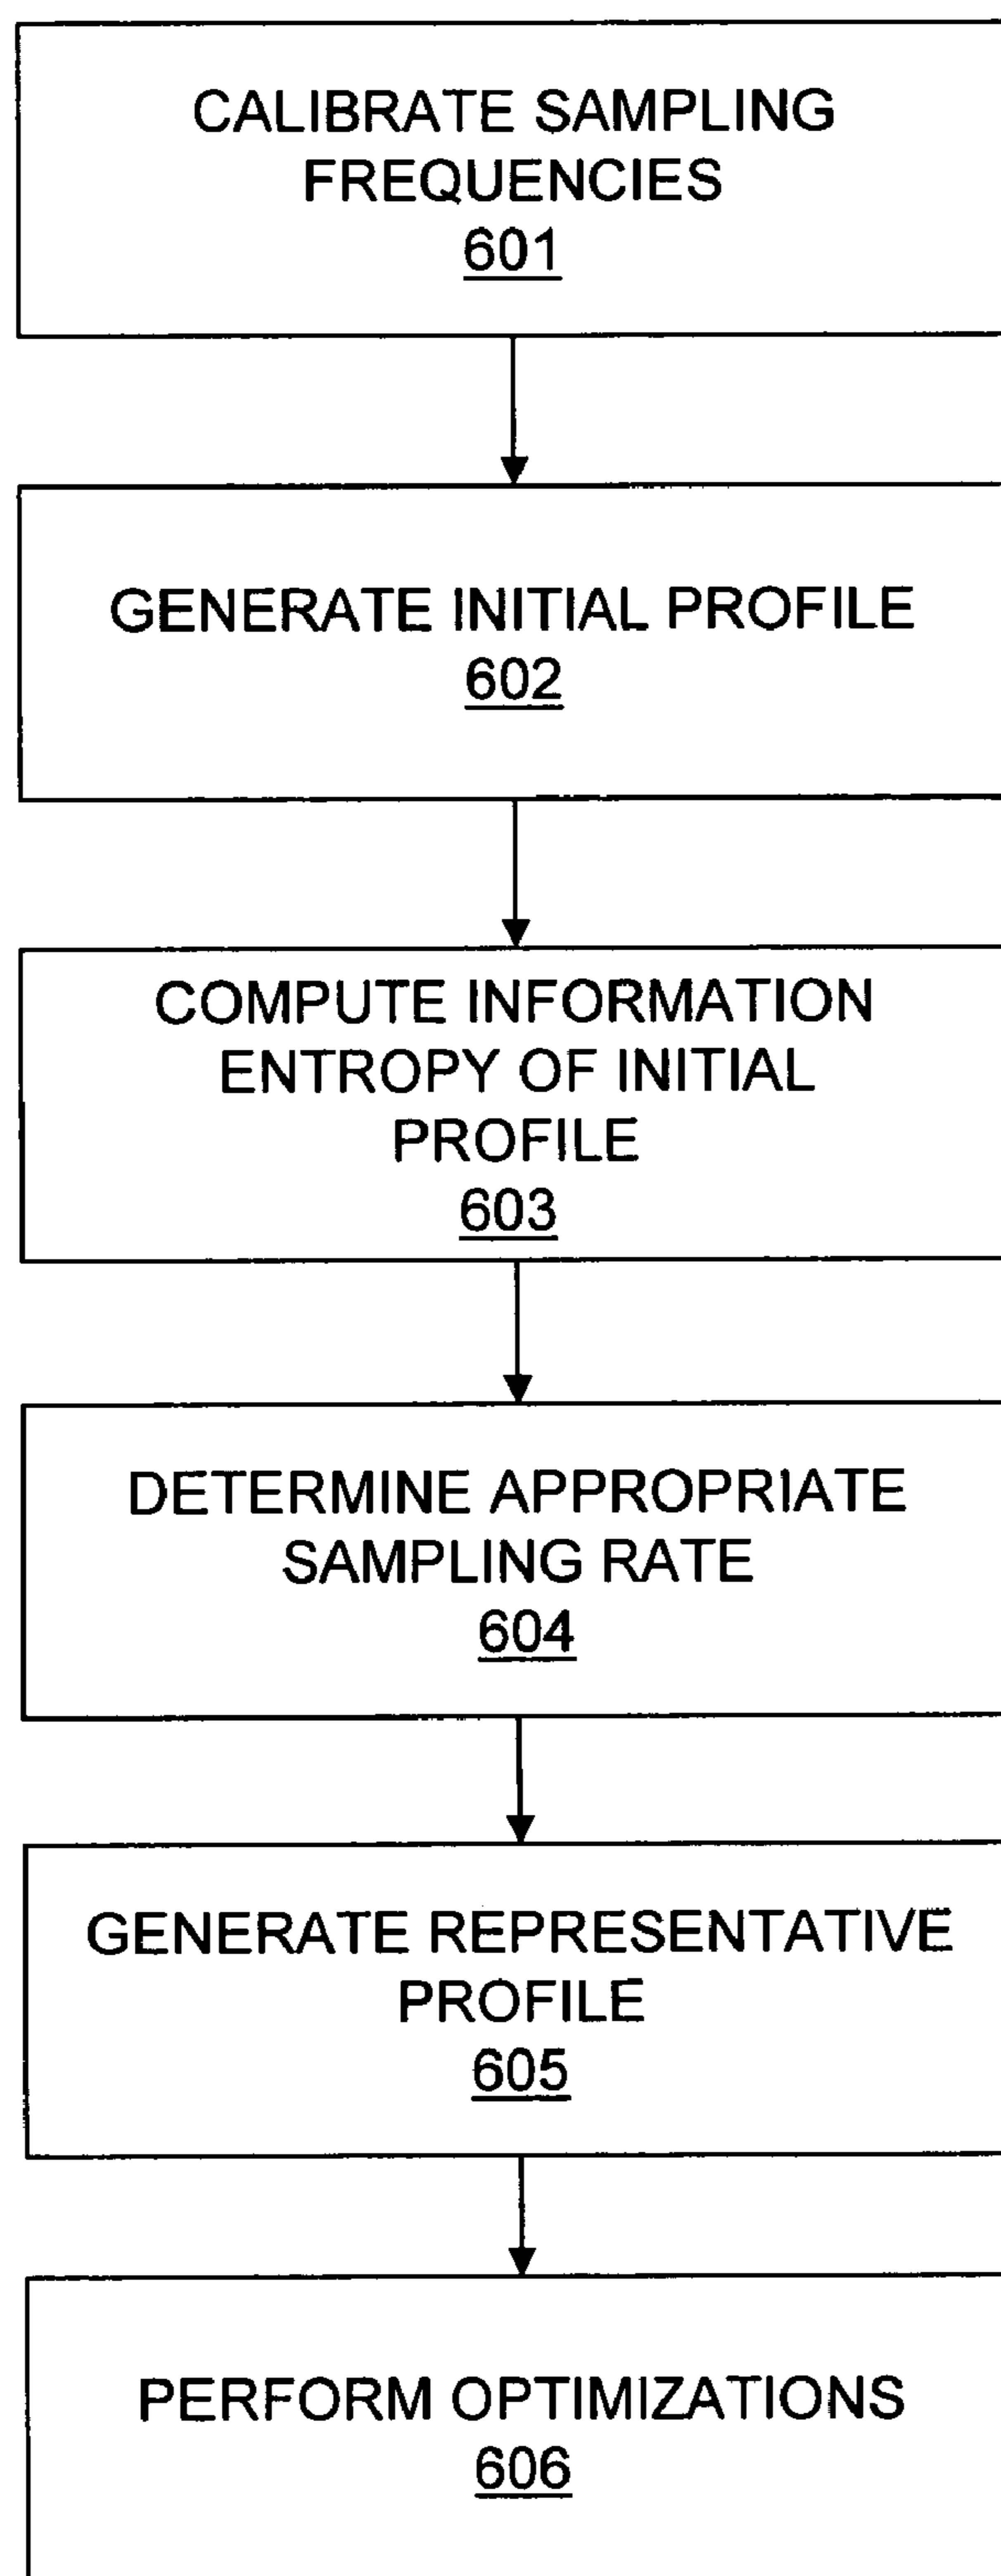 CALIBRATE SAMPLING
FREQUENCIES
601
GENERATE INITIAL PROFILE
602
COMPUTE INFORMATION
ENTROPY OF INITIAL
PROFILE
603
DETERMINE APPROPRIATE
SAMPLING RATE
604
GENERATE REPRESENTATIVE
PROFILE
605
PERFORM OPTIMIZATIONS
606